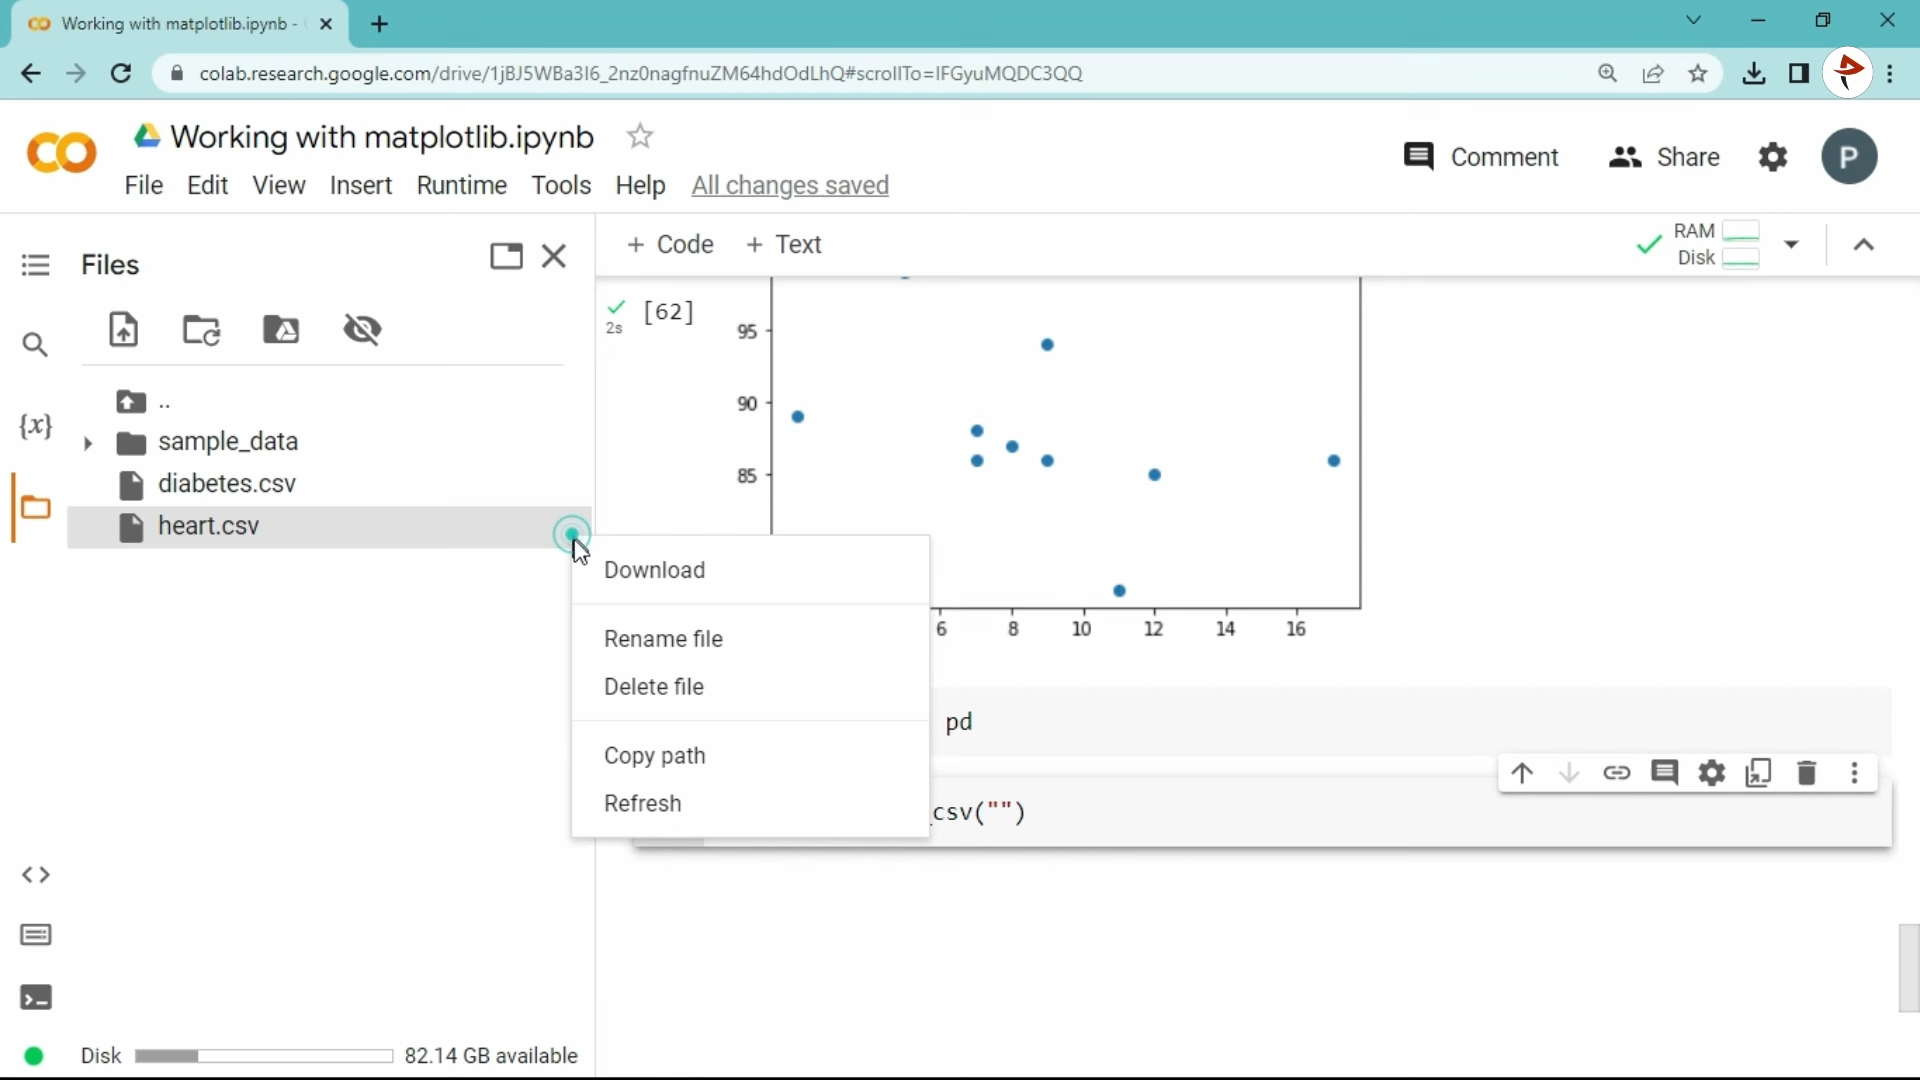 Working with matplotlib.ipynb -
colab.research.google.com/drive/1jBJ5WBa3I6_2nz0nagfnuZM64hdOdLhQ#scrollTo=IFGyuMQDC3QQ
Working with matplotlib.ipynb
File Edit View Insert Runtime Tools Help All changes saved
Comment
Share
P
Files
+ Code + Text
RAM
Disk
[62]
2s
95
90
85
6 8 10 12 14 16
{x}
..
sample_data
diabetes.csv
heart.csv
Download
Rename file
Delete file
Copy path
Refresh
pd
_csv("")
Disk 82.14 GB available